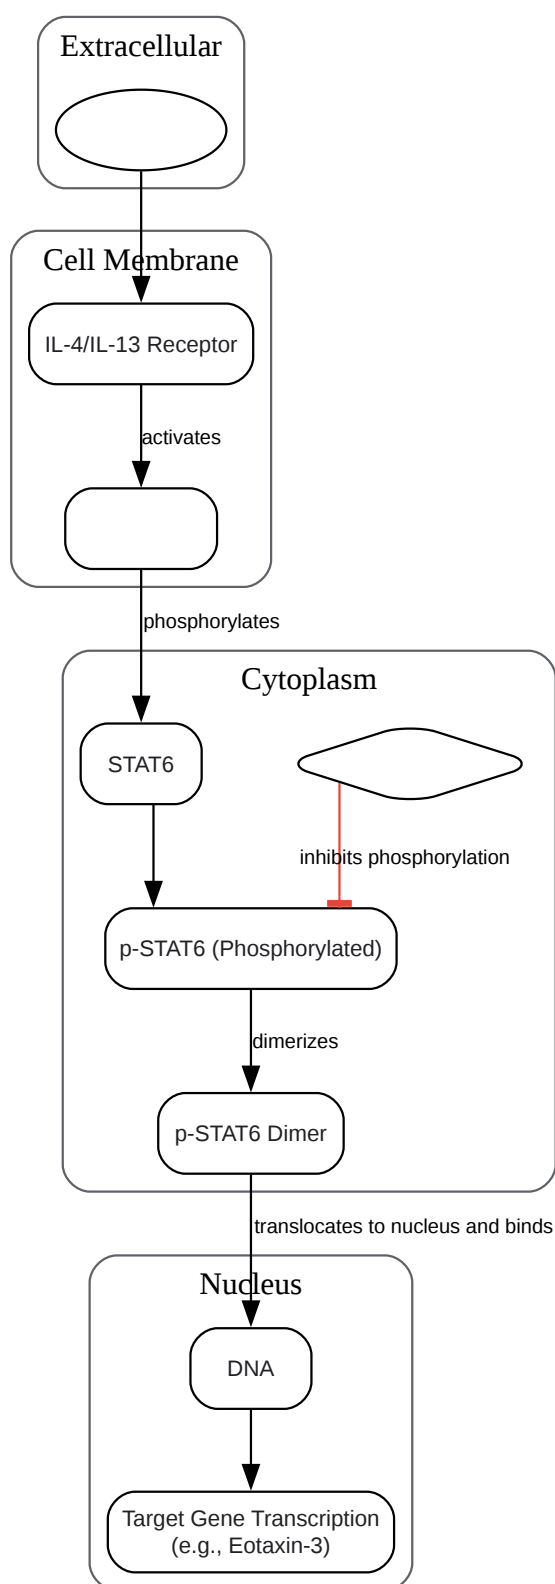 Extracellular
Cell Membrane
IL-4/IL-13 Receptor
activates
phosphorylates
Cytoplasm
STAT6
inhibits phosphorylation
p-STAT6 (Phosphorylated)
dimerizes
p-STAT6 Dimer
translocates to nucleus and binds
Nucleus
DNA
Target Gene Transcription
(e.g., Eotaxin-3)